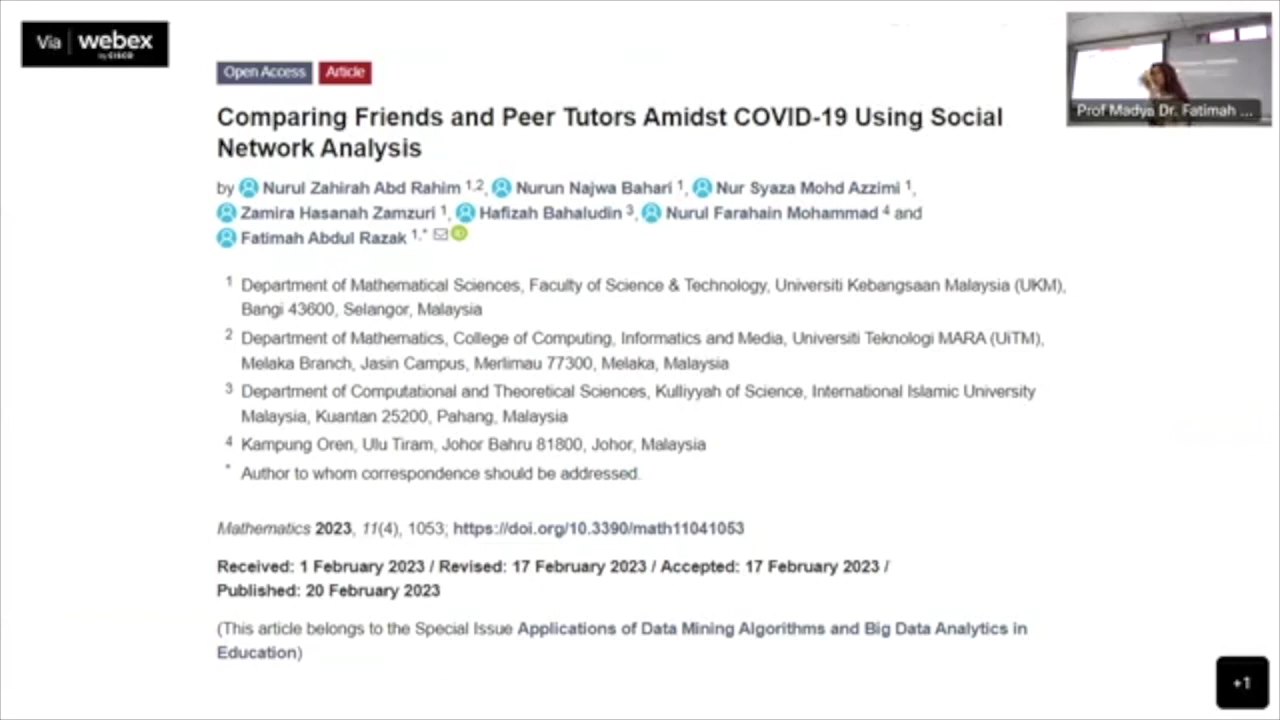 Via webex
by CISCO
Prof Madya Dr. Fatimah ...
Open Access Article
Comparing Friends and Peer Tutors Amidst COVID-19 Using Social
Network Analysis
by Nurul Zahirah Abd Rahim 1,2, Nurun Najwa Bahari 1, Nur Syaza Mohd Azzimi 1,
Zamira Hasanah Zamzuri 1, Hafizah Bahaludin 3, Nurul Farahain Mohammad 4 and
Fatimah Abdul Razak 1,* iD
1 Department of Mathematical Sciences, Faculty of Science & Technology, Universiti Kebangsaan Malaysia (UKM),
Bangi 43600, Selangor, Malaysia
2 Department of Mathematics, College of Computing, Informatics and Media, Universiti Teknologi MARA (UiTM),
Melaka Branch, Jasin Campus, Merlimau 77300, Melaka, Malaysia
3 Department of Computational and Theoretical Sciences, Kulliyyah of Science, International Islamic University
Malaysia, Kuantan 25200, Pahang, Malaysia
4 Kampung Oren, Ulu Tiram, Johor Bahru 81800, Johor, Malaysia
* Author to whom correspondence should be addressed.
Mathematics 2023, 11(4), 1053; https://doi.org/10.3390/math11041053
Received: 1 February 2023 / Revised: 17 February 2023 / Accepted: 17 February 2023 /
Published: 20 February 2023
(This article belongs to the Special Issue Applications of Data Mining Algorithms and Big Data Analytics in
Education)
+1